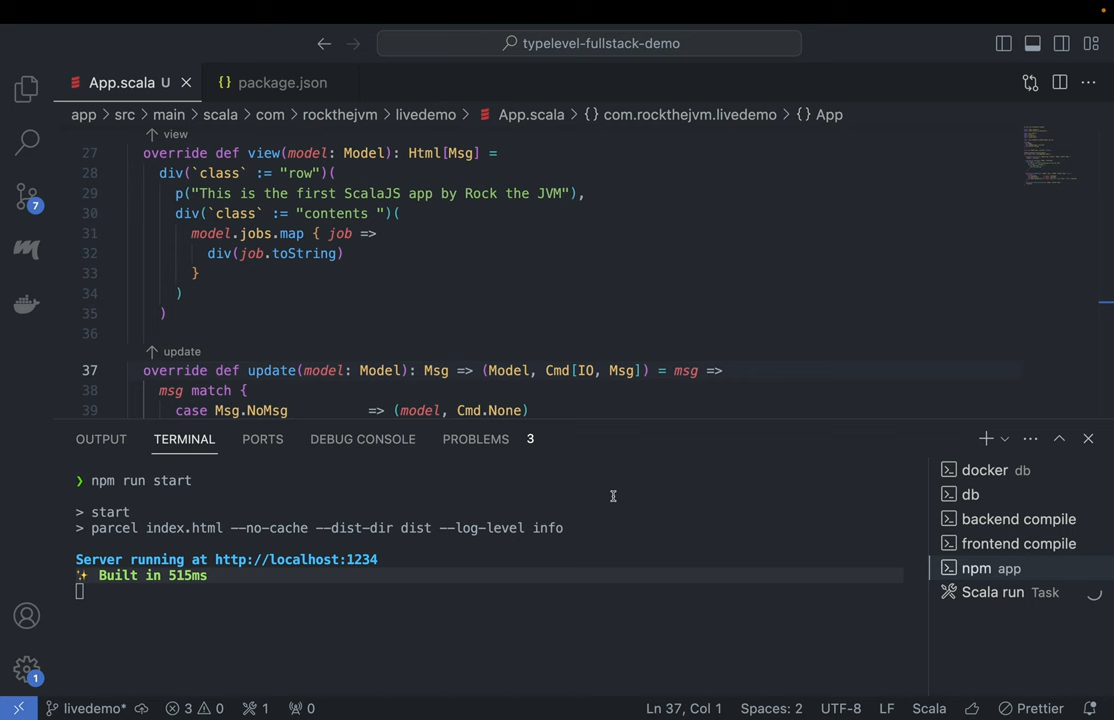 typelevel-fullstack-demo
App.scala U
{} package.json
app > src > main > scala > com > rockthejvm > livedemo > App.scala > {} com.rockthejvm.livedemo > {} App
view
27 override def view(model: Model): Html[Msg] =
28 div(`class` := "row")(
29 p("This is the first ScalaJS app by Rock the JVM"),
30 div(`class` := "contents ")(
31 model.jobs.map { job =>
32 div(job.toString)
33 }
34 )
35 )
36
update
37 override def update(model: Model): Msg => (Model, Cmd[IO, Msg]) = msg =>
38 msg match {
39 case Msg.NoMsg => (model, Cmd.None)
7
OUTPUT TERMINAL PORTS DEBUG CONSOLE PROBLEMS 3
❯ npm run start
> start
> parcel index.html --no-cache --dist-dir dist --log-level info
Server running at http://localhost:1234
✨ Built in 515ms
docker db
db
backend compile
frontend compile
npm app
Scala run Task
1
livedemo* 3 0 1 0 Ln 37, Col 1 Spaces: 2 UTF-8 LF Scala Prettier